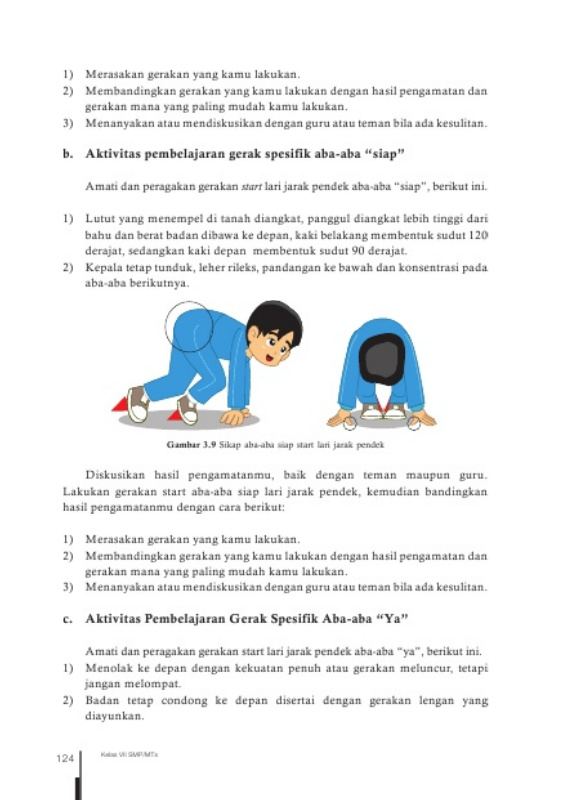 1) Merasakan gerakan yang kamu lakukan.
2) Membandingkan gerakan yang kamu lakukan dengan hasil pengamatan dan
gerakan mana yang paling mudah kamu lakukan.
3) Menanyakan atau mendiskusikan dengan guru atau teman bila ada kesulitan.
b. Aktivitas pembelajaran gerak spesifik aba-aba “siap”
Amati dan peragakan gerakan start lari jarak pendek aba-aba “siap”, berikut ini.
1) Lutut yang menempel di tanah diangkat, panggul diangkat lebih tinggi dari
bahu dan berat badan dibawa ke depan, kaki belakang membentuk sudut 120
derajat, sedangkan kaki depan membentuk sudut 90 derajat.
2) Kepala tetap tunduk, leher rileks, pandangan ke bawah dan konsentrasi pada
aba-aba berikutnya.
Gambar 3.9 Sikap aba-aba siap start lari jarak pendek
Diskusikan hasil pengamatanmu, baik dengan teman maupun guru.
Lakukan gerakan start aba-aba siap lari jarak pendek, kemudian bandingkan
hasil pengamatanmu dengan cara berikut:
1) Merasakan gerakan yang kamu lakukan.
2) Membandingkan gerakan yang kamu lakukan dengan hasil pengamatan dan
gerakan mana yang paling mudah kamu lakukan.
3) Menanyakan atau mendiskusikan dengan guru atau teman bila ada kesulitan.
c. Aktivitas Pembelajaran Gerak Spesifik Aba-aba “Ya”
Amati dan peragakan gerakan start lari jarak pendek aba-aba “ya”, berikut ini.
1) Menolak ke depan dengan kekuatan penuh atau gerakan meluncur, tetapi
jangan melompat.
2) Badan tetap condong ke depan disertai dengan gerakan lengan yang
diayunkan.
124 Kelas VII SMP/MTs